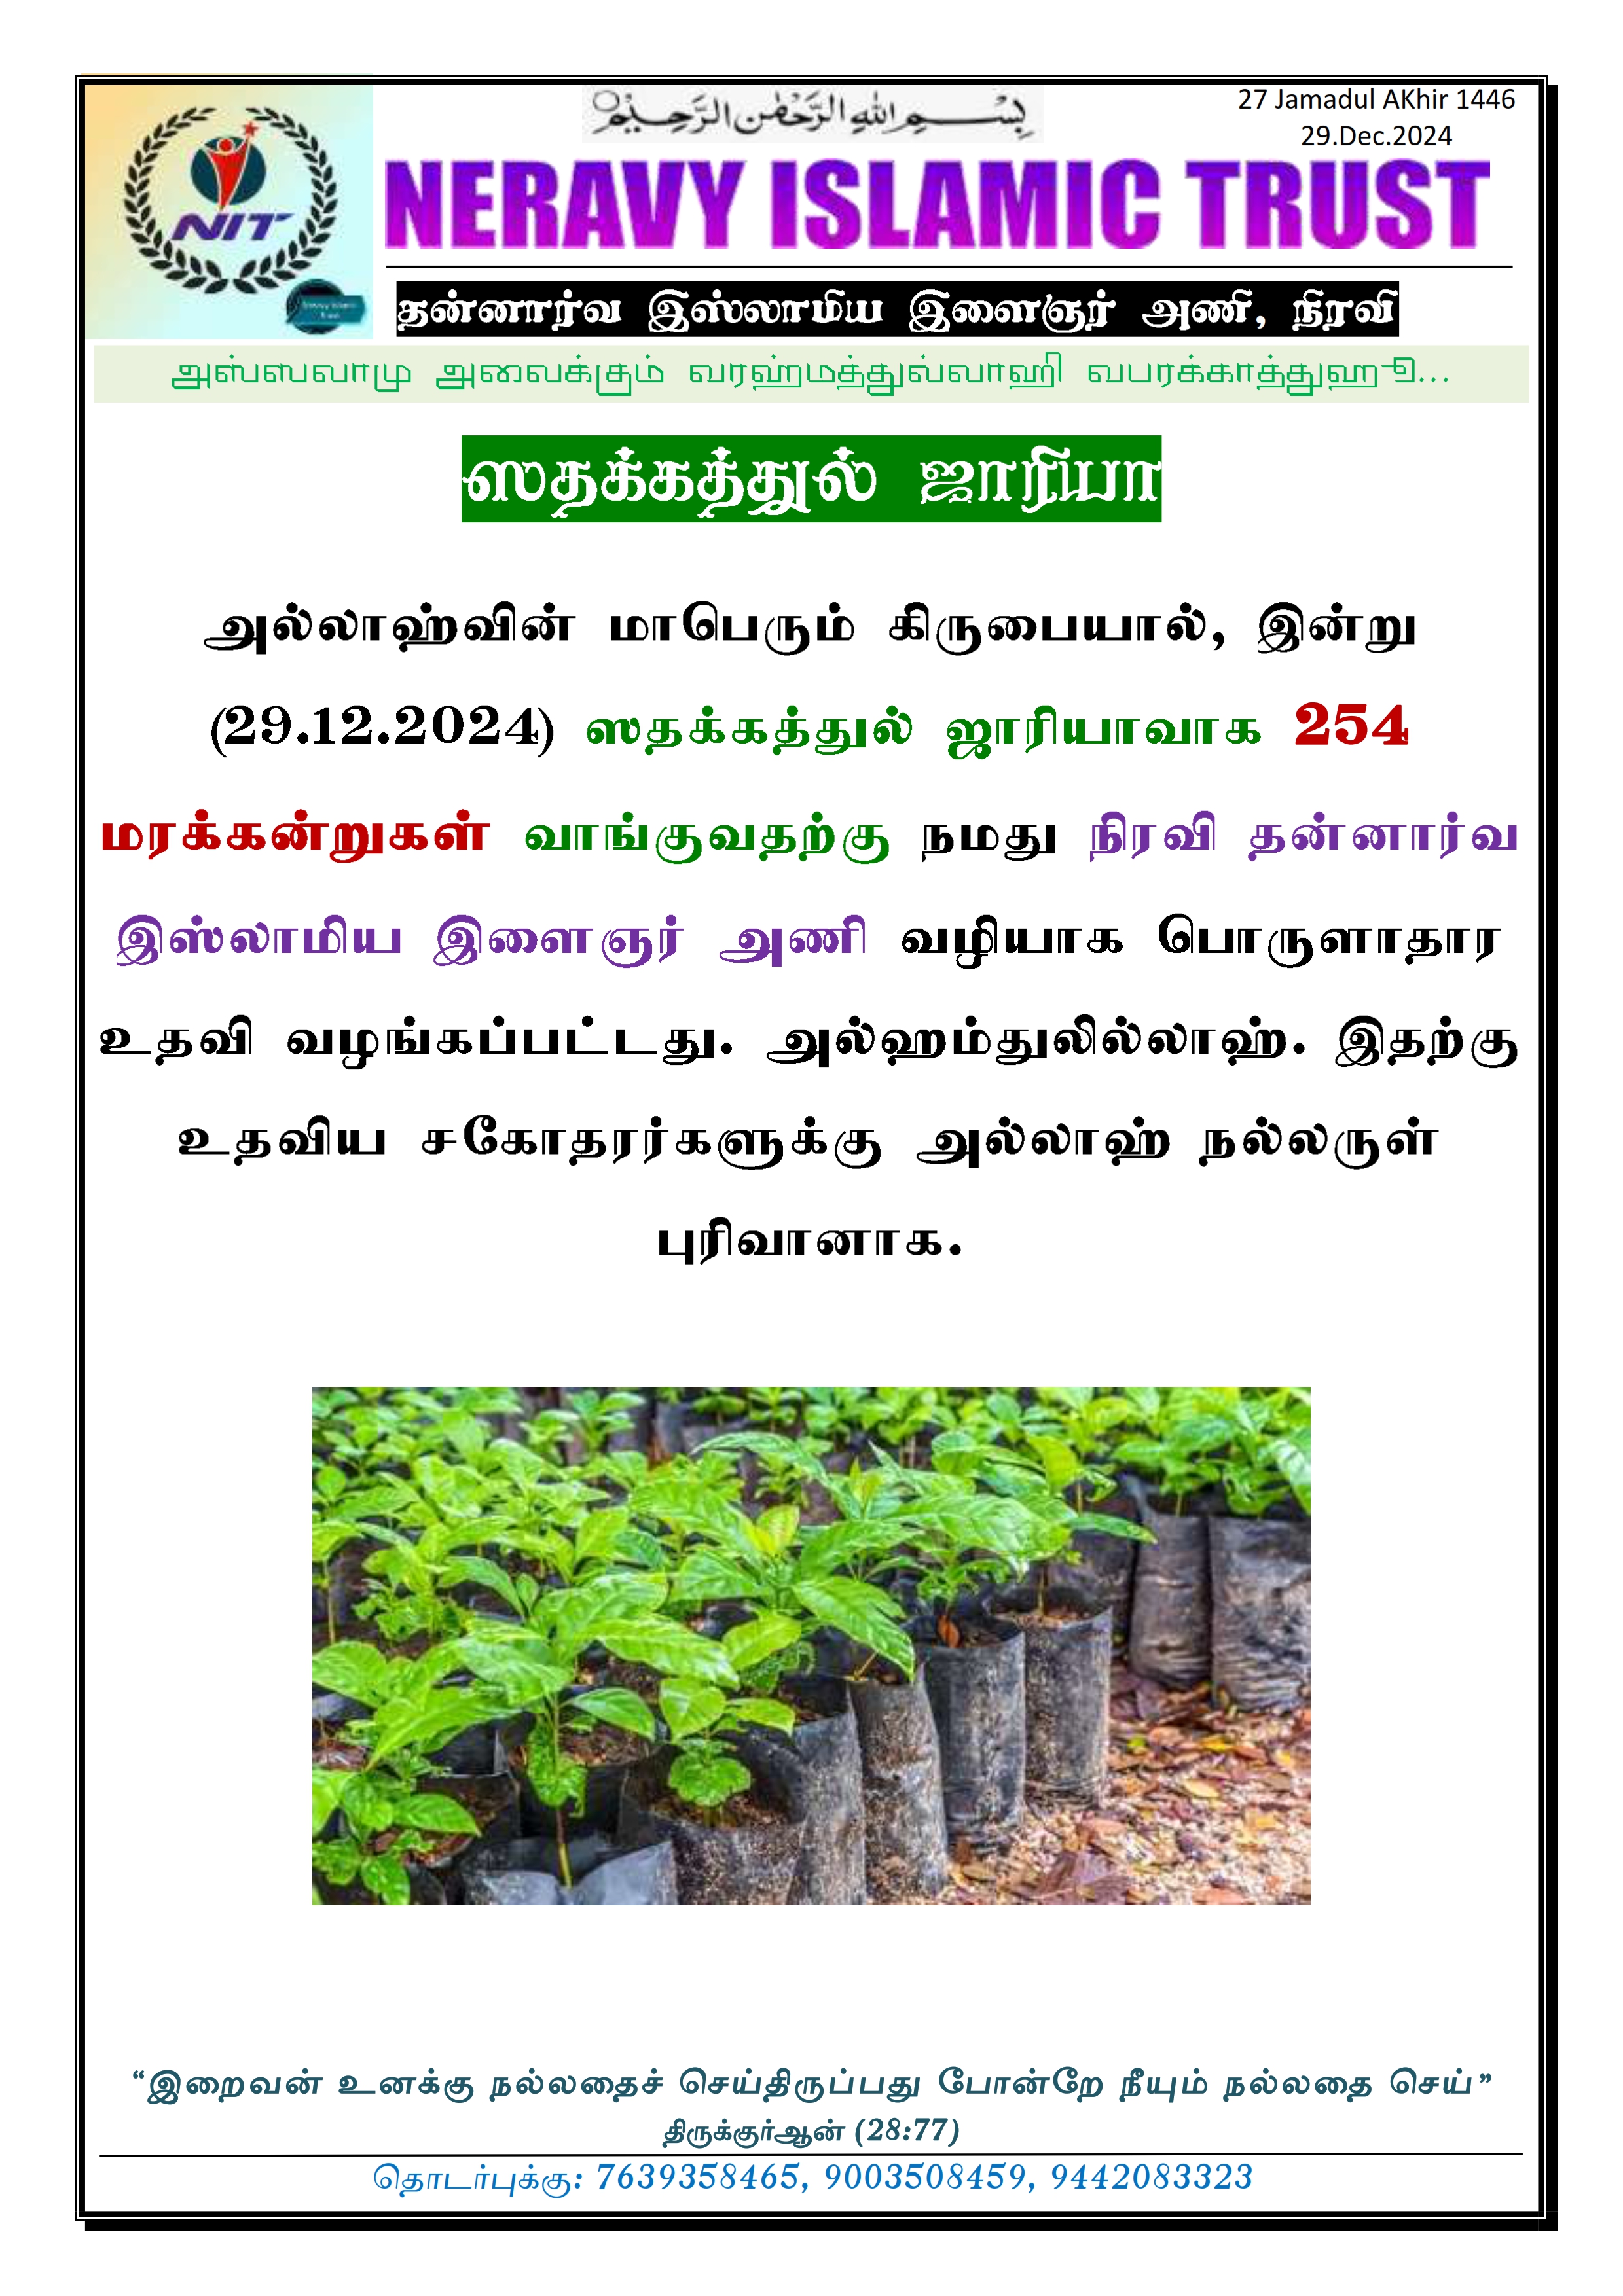 27 Jamadul AKhir 1446
29.Dec.2024
بِسْمِ اللهِ الرَّحْمٰنِ الرَّحِيْمِ
NERAVY ISLAMIC TRUST
NIT
Neravy Islamic
Trust
தன்னார்வ இஸ்லாமிய இளைஞர் அணி, நிரவி
அஸ்ஸலாமு அலைக்கும் வரஹ்மத்துல்லாஹி வபரக்காத்துஹூ...
ஸதக்கத்துல் ஜாரியா
அல்லாஹ்வின் மாபெரும் கிருபையால், இன்று
(29.12.2024) ஸதக்கத்துல் ஜாரியாவாக 254
மரக்கன்றுகள் வாங்குவதற்கு நமது நிரவி தன்னார்வ
இஸ்லாமிய இளைஞர் அணி வழியாக பொருளாதார
உதவி வழங்கப்பட்டது. அல்ஹம்துலில்லாஹ். இதற்கு
உதவிய சகோதரர்களுக்கு அல்லாஹ் நல்லருள்
புரிவானாக.
“இறைவன் உனக்கு நல்லதைச் செய்திருப்பது போன்றே நீயும் நல்லதை செய்”
திருக்குர்ஆன் (28:77)
தொடர்புக்கு: 7639358465, 9003508459, 9442083323